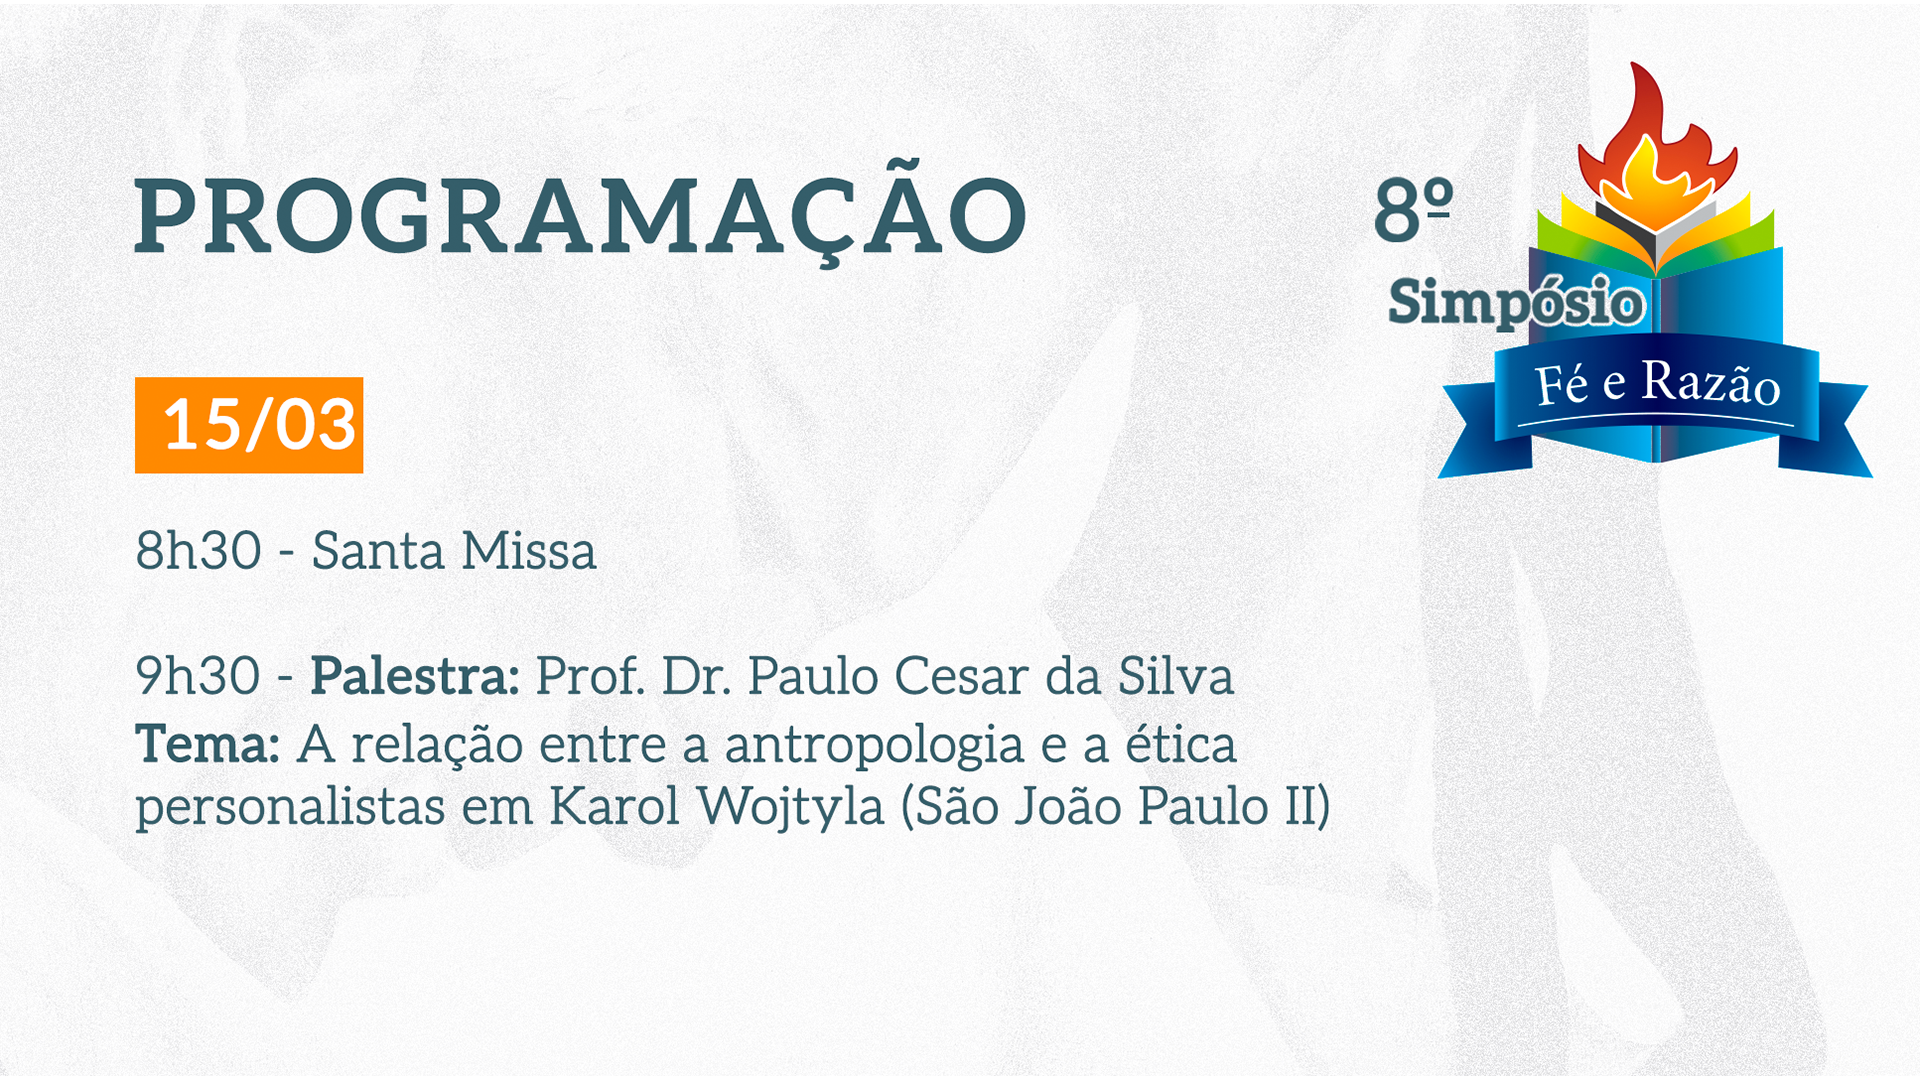 PROGRAMAÇÃO
8º
Simpósio
Fé e Razão
15/03
8h30 - Santa Missa
9h30 - Palestra: Prof. Dr. Paulo Cesar da Silva
Tema: A relação entre a antropologia e a ética
personalistas em Karol Wojtyla (São João Paulo II)